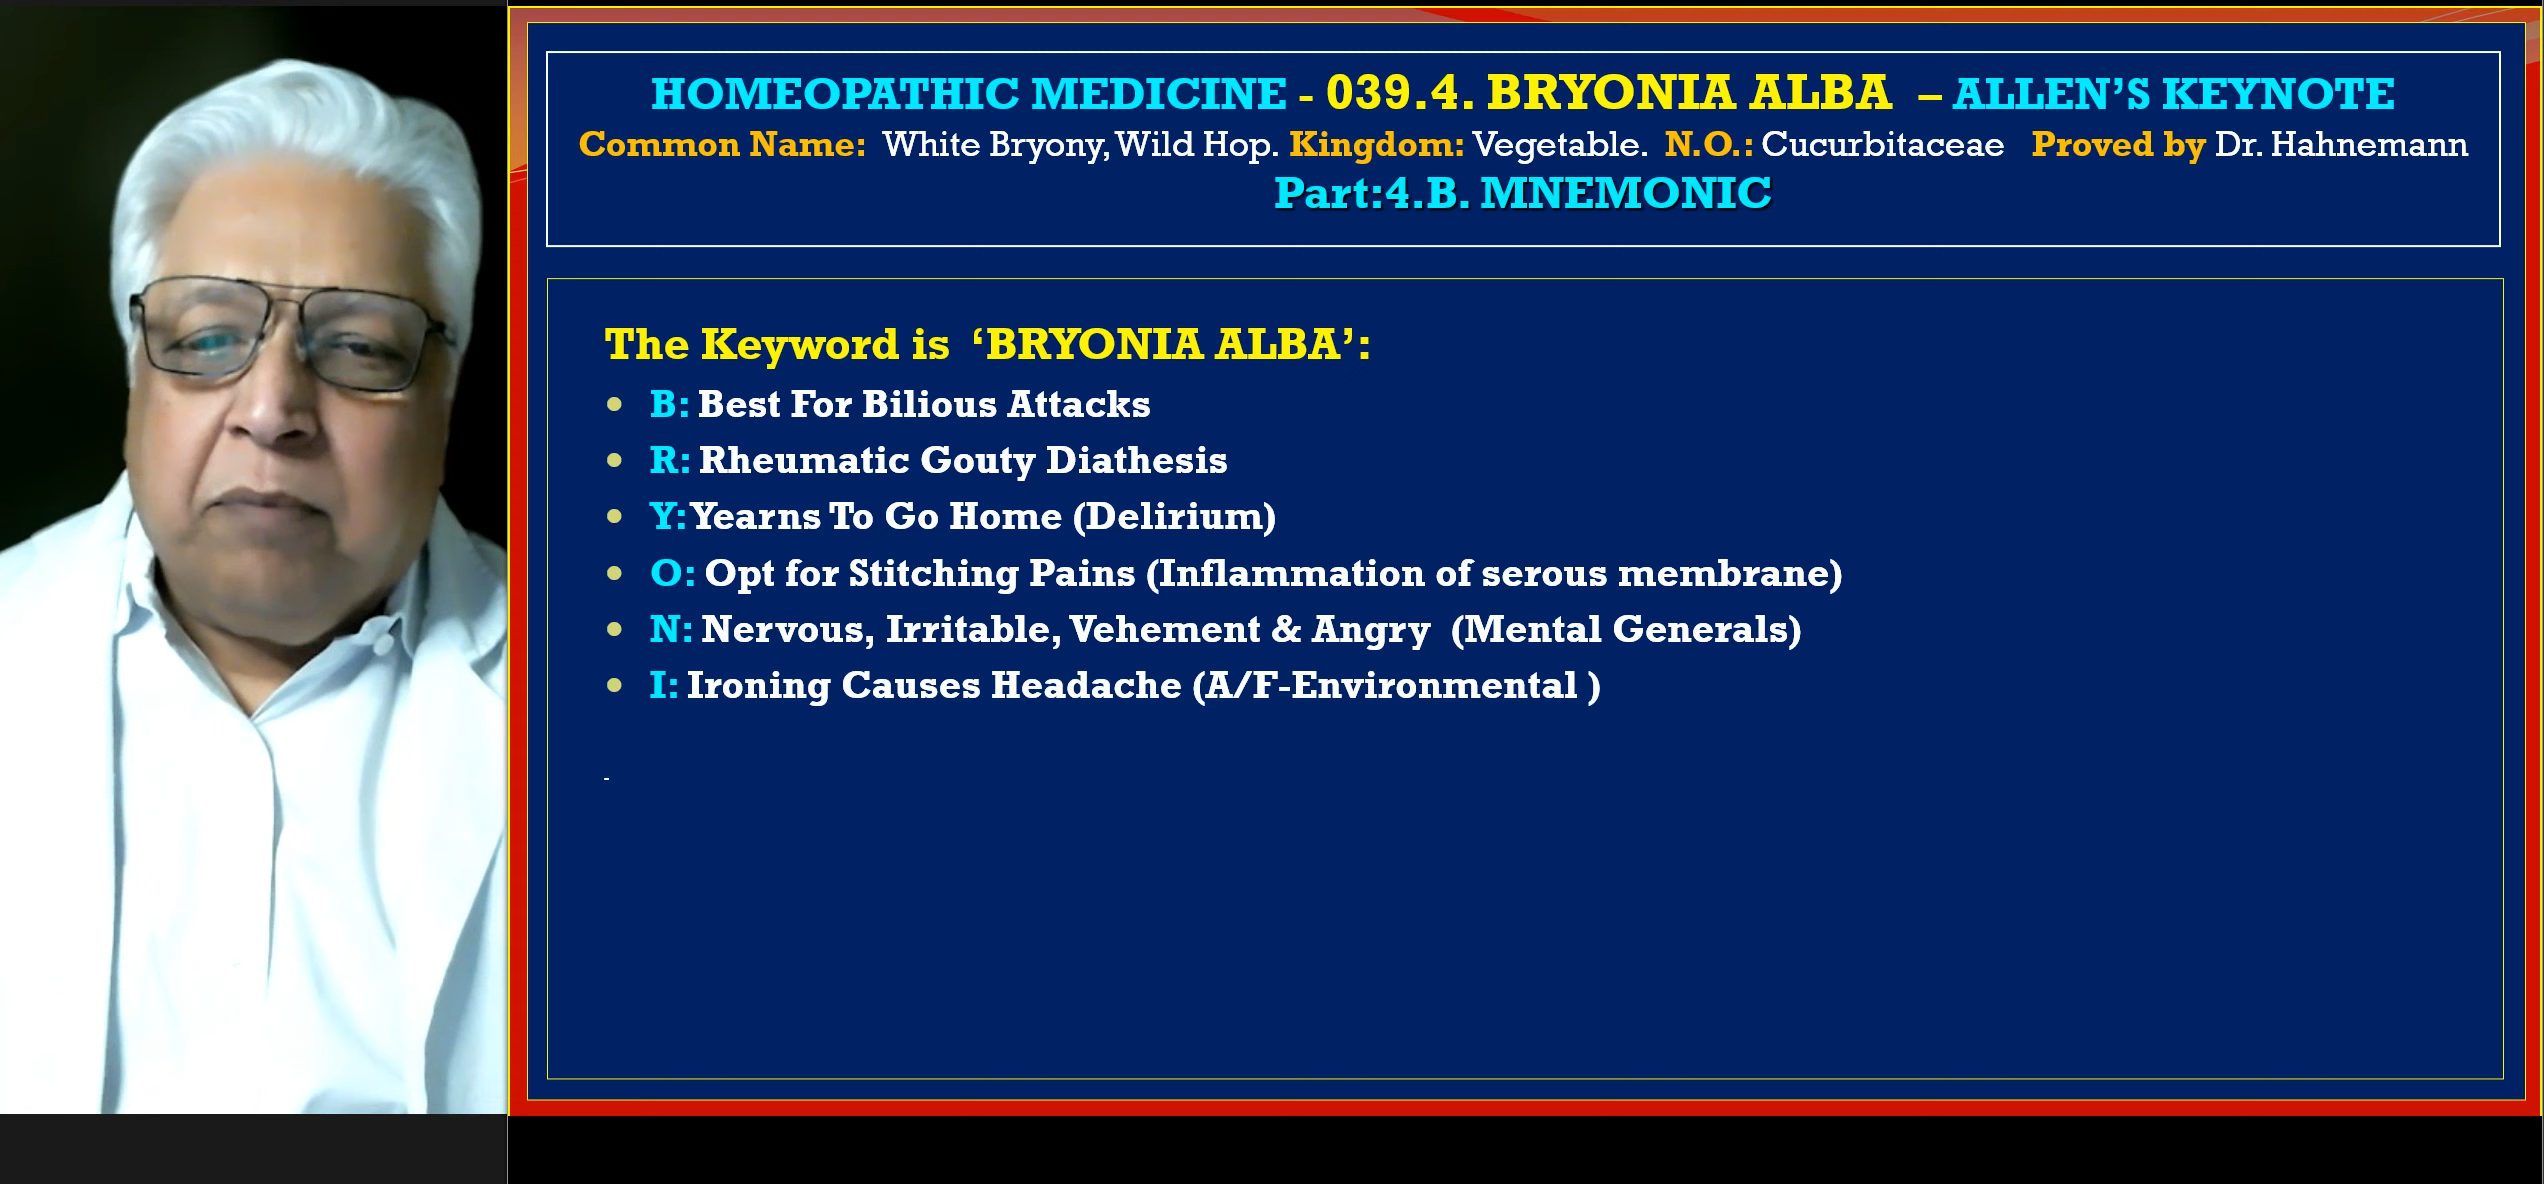 HOMEOPATHIC MEDICINE - 039.4. BRYONIA ALBA – ALLEN’S KEYNOTE
Common Name: White Bryony, Wild Hop. Kingdom: Vegetable. N.O.: Cucurbitaceae Proved by Dr. Hahnemann
Part:4.B. MNEMONIC
The Keyword is ‘BRYONIA ALBA’:
• B: Best For Bilious Attacks
• R: Rheumatic Gouty Diathesis
• Y: Yearns To Go Home (Delirium)
• O: Opt for Stitching Pains (Inflammation of serous membrane)
• N: Nervous, Irritable, Vehement & Angry (Mental Generals)
• I: Ironing Causes Headache (A/F-Environmental )
-